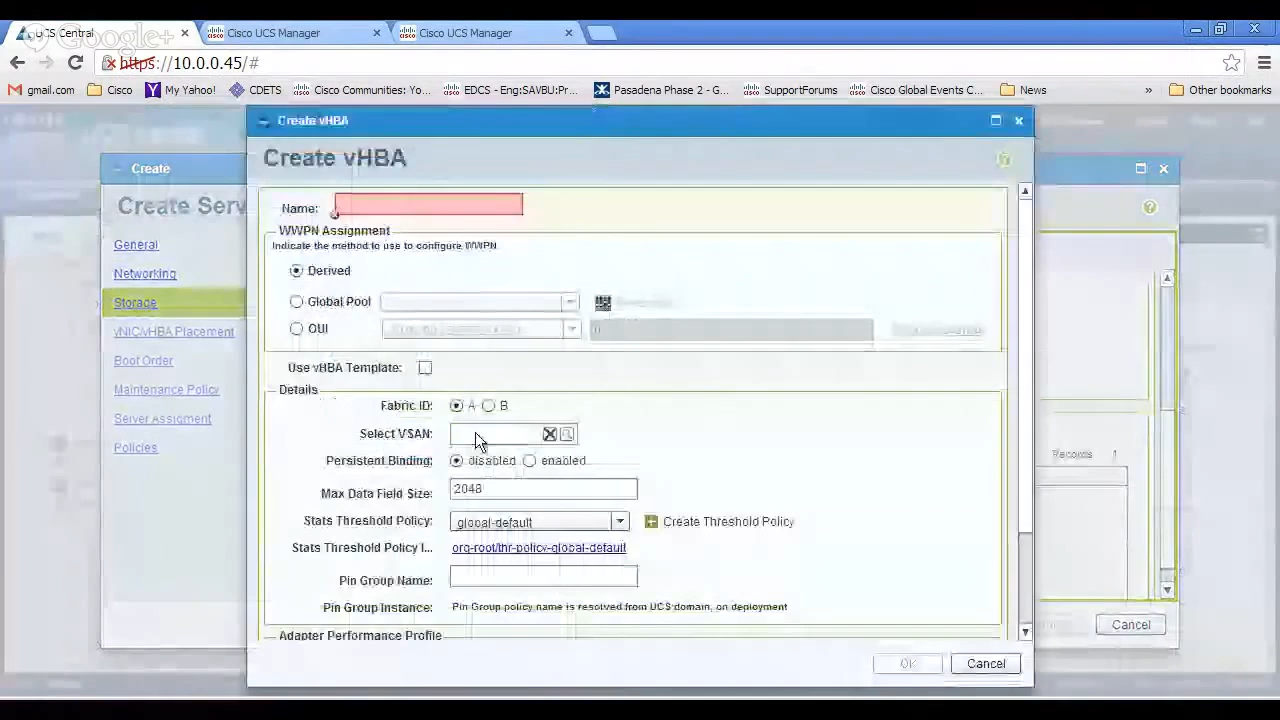 UCS Central
Google+
Cisco UCS Manager
Cisco UCS Manager
https://10.0.0.45/#
gmail.com
Cisco
My Yahoo!
CDETS
Cisco Communities: Yo...
EDCS - Eng:SAVBU:Pr...
Pasadena Phase 2 - G...
SupportForums
Cisco Global Events C...
News
»
Other bookmarks
Create vHBA
Create vHBA
Create
Create Serv
General
Networking
Storage
vNIC/vHBA Placement
Boot Order
Maintenance Policy
Server Assignment
Policies
Name:
WWPN Assignment
Indicate the method to use to configure WWPN
Derived
Global Pool
OUI
Use vHBA Template:
Details
Fabric ID: A B
Select VSAN:
Persistent Binding: disabled enabled
Max Data Field Size: 2048
Stats Threshold Policy: global-default Create Threshold Policy
Stats Threshold Policy I... org-root/thr-policy-global-default
Pin Group Name:
Pin Group Instance: Pin Group policy name is resolved from UCS domain, on deployment
Adapter Performance Profile
OK Cancel
Records 1
Cancel